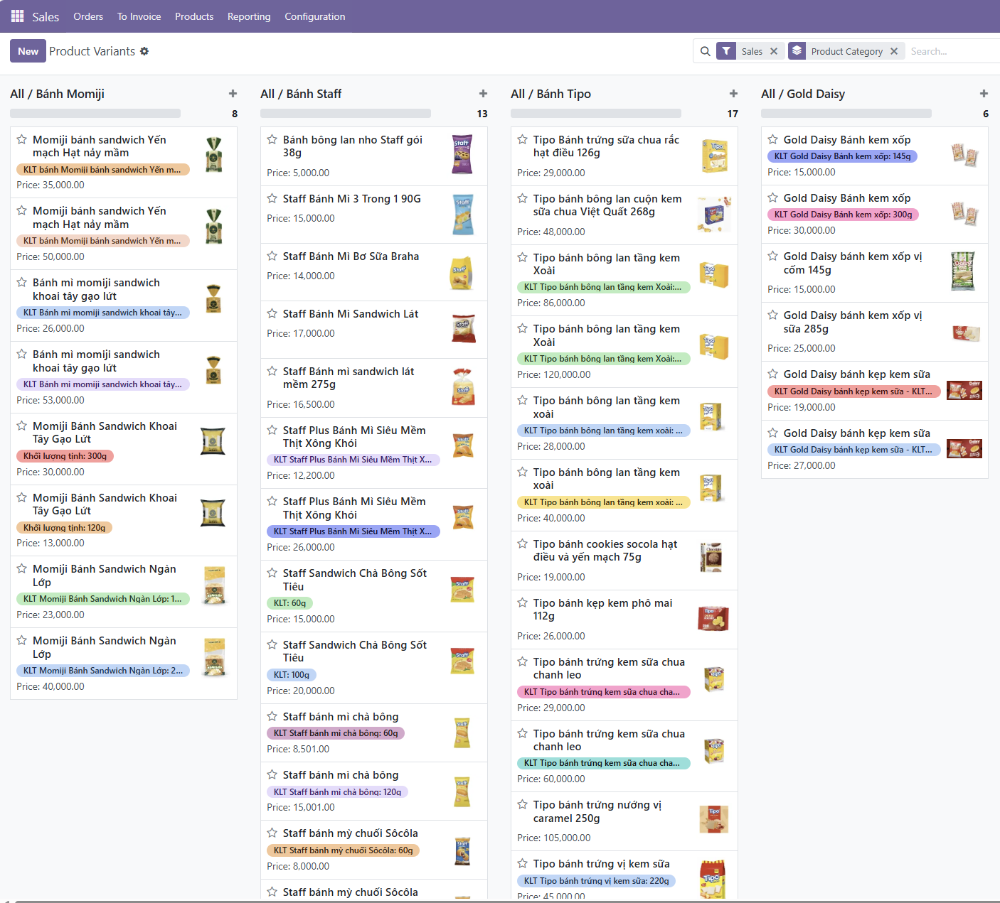 Sales
Orders
To Invoice
Products
Reporting
Configuration
New
Product Variants
Sales
Product Category
Search...
All / Bánh Momiji
8
Momiji bánh sandwich Yến
mạch Hạt nảy mầm
KLT bánh Momiji bánh sandwich Yến m...
Price: 35,000.00
Momiji bánh sandwich Yến
mạch Hạt nảy mầm
KLT bánh Momiji bánh sandwich Yến m...
Price: 50,000.00
Bánh mì momiji sandwich
khoai tây gạo lứt
KLT Bánh mì momiji sandwich khoai tây...
Price: 26,000.00
Bánh mì momiji sandwich
khoai tây gạo lứt
KLT Bánh mì momiji sandwich khoai tây...
Price: 53,000.00
Momiji Bánh Sandwich Khoai
Tây Gạo Lứt
Khối lượng tịnh: 300g
Price: 30,000.00
Momiji Bánh Sandwich Khoai
Tây Gạo Lứt
Khối lượng tịnh: 120g
Price: 13,000.00
Momiji Bánh Sandwich Ngàn
Lớp
KLT Momiji Bánh Sandwich Ngàn Lớp: 1...
Price: 23,000.00
Momiji Bánh Sandwich Ngàn
Lớp
KLT Momiji Bánh Sandwich Ngàn Lớp: 2...
Price: 40,000.00
All / Bánh Staff
13
Bánh bông lan nho Staff gói
38g
Price: 5,000.00
Staff Bánh Mì 3 Trong 1 90G
Price: 15,000.00
Staff Bánh Mì Bơ Sữa Braha
Price: 14,000.00
Staff Bánh Mì Sandwich Lát
Price: 17,000.00
Staff Bánh mì sandwich lát
mềm 275g
Price: 16,500.00
Staff Plus Bánh Mì Siêu Mềm
Thịt Xông Khói
KLT Staff Plus Bánh Mì Siêu Mềm Thịt X...
Price: 12,200.00
Staff Plus Bánh Mì Siêu Mềm
Thịt Xông Khói
KLT Staff Plus Bánh Mì Siêu Mềm Thịt X...
Price: 26,000.00
Staff Sandwich Chà Bông Sốt
Tiêu
KLT: 60g
Price: 15,000.00
Staff Sandwich Chà Bông Sốt
Tiêu
KLT: 100g
Price: 20,000.00
Staff bánh mì chà bông
KLT Staff bánh mì chà bông: 60g
Price: 8,501.00
Staff bánh mì chà bông
KLT Staff bánh mì chà bông: 120g
Price: 15,001.00
Staff bánh mỳ chuối Sôcôla
KLT Staff bánh mỳ chuối Sôcôla: 60g
Price: 8,000.00
Staff bánh mỳ chuối Sôcôla
All / Bánh Tipo
17
Tipo Bánh trứng sữa chua rắc
hạt điều 126g
Price: 29,000.00
Tipo bánh bông lan cuộn kem
sữa chua Việt Quất 268g
Price: 48,000.00
Tipo bánh bông lan tầng kem
Xoài
KLT Tipo bánh bông lan tầng kem Xoài:...
Price: 86,000.00
Tipo bánh bông lan tầng kem
Xoài
KLT Tipo bánh bông lan tầng kem Xoài:...
Price: 120,000.00
Tipo bánh bông lan tầng kem
xoài
KLT Tipo bánh bông lan tầng kem xoài: ...
Price: 28,000.00
Tipo bánh bông lan tầng kem
xoài
KLT Tipo bánh bông lan tầng kem xoài: ...
Price: 40,000.00
Tipo bánh cookies socola hạt
điều và yến mạch 75g
Price: 19,000.00
Tipo bánh kẹp kem phô mai
112g
Price: 26,000.00
Tipo bánh trứng kem sữa chua
chanh leo
KLT Tipo bánh trứng kem sữa chua cha...
Price: 29,000.00
Tipo bánh trứng kem sữa chua
chanh leo
KLT Tipo bánh trứng kem sữa chua cha...
Price: 60,000.00
Tipo bánh trứng nướng vị
caramel 250g
Price: 105,000.00
Tipo bánh trứng vị kem sữa
KLT Tipo bánh trứng vị kem sữa: 220g
Price: 45,000.00
All / Gold Daisy
6
Gold Daisy Bánh kem xốp
KLT Gold Daisy Bánh kem xốp: 145g
Price: 15,000.00
Gold Daisy Bánh kem xốp
KLT Gold Daisy Bánh kem xốp: 300g
Price: 30,000.00
Gold Daisy bánh kem xốp vị
cốm 145g
Price: 15,000.00
Gold Daisy bánh kem xốp vị
sữa 285g
Price: 25,000.00
Gold Daisy bánh kẹp kem sữa
KLT Gold Daisy bánh kẹp kem sữa - KLT...
Price: 19,000.00
Gold Daisy bánh kẹp kem sữa
KLT Gold Daisy bánh kẹp kem sữa - KLT...
Price: 27,000.00